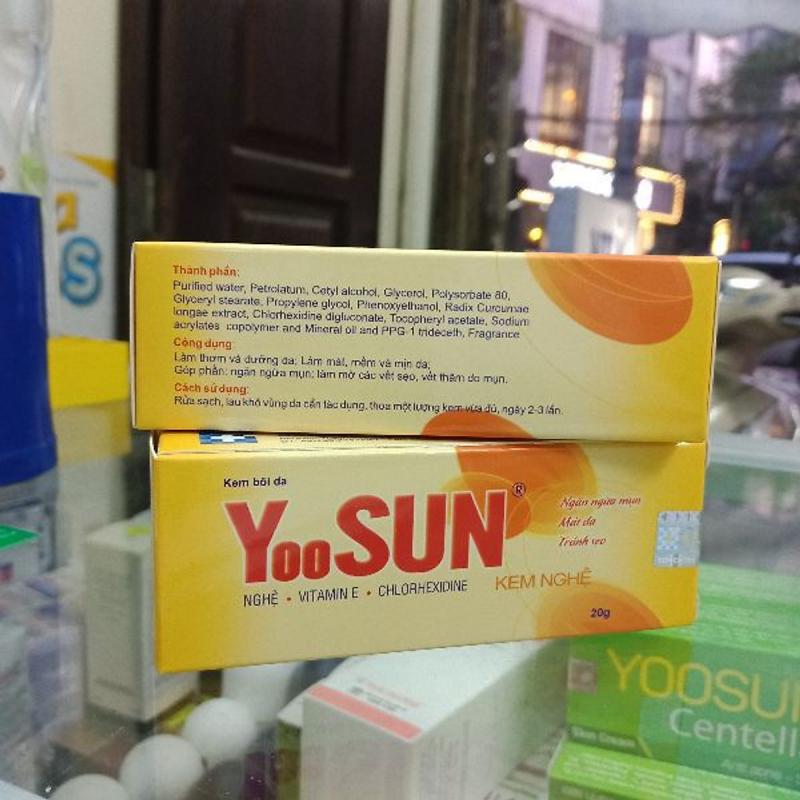 Thành phần:
Purified water, Petrolatum, Cetyl alcohol, Glycerol, Polysorbate 80,
Glyceryl stearate, Propylene glycol, Phenoxyethanol, Radix Curcumae
longae extract, Chlorhexidine digluconate, Tocopheryl acetate, Sodium
acrylates copolymer and Mineral oil and PPG-1 trideceth, Fragrance
Công dụng:
Làm thơm và dưỡng da; Làm mát, mềm và mịn da;
Góp phần: ngăn ngừa mụn; làm mờ các vết sẹo, vết thâm do mụn.
Cách sử dụng:
Rửa sạch, lau khô vùng da cần tác dụng, thoa một lượng kem vừa đủ, ngày 2-3 lần.
Kem bôi da
YooSUN®
NGHỆ • VITAMIN E • CHLORHEXIDINE
KEM NGHỆ
Ngăn ngừa mụn
Mát da
Tránh sẹo
20g
S
YOOSU
Centell
Skin Cream
Anti acne -